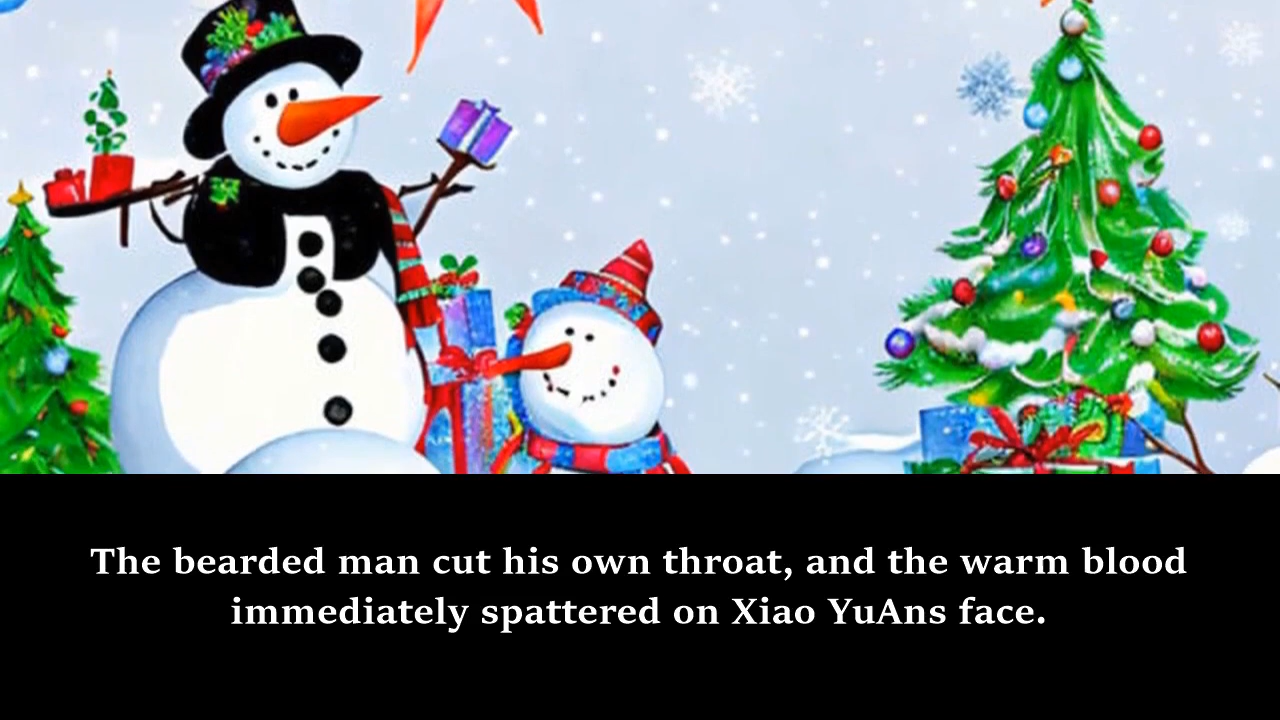 The bearded man cut his own throat, and the warm blood
immediately spattered on Xiao YuAns face.